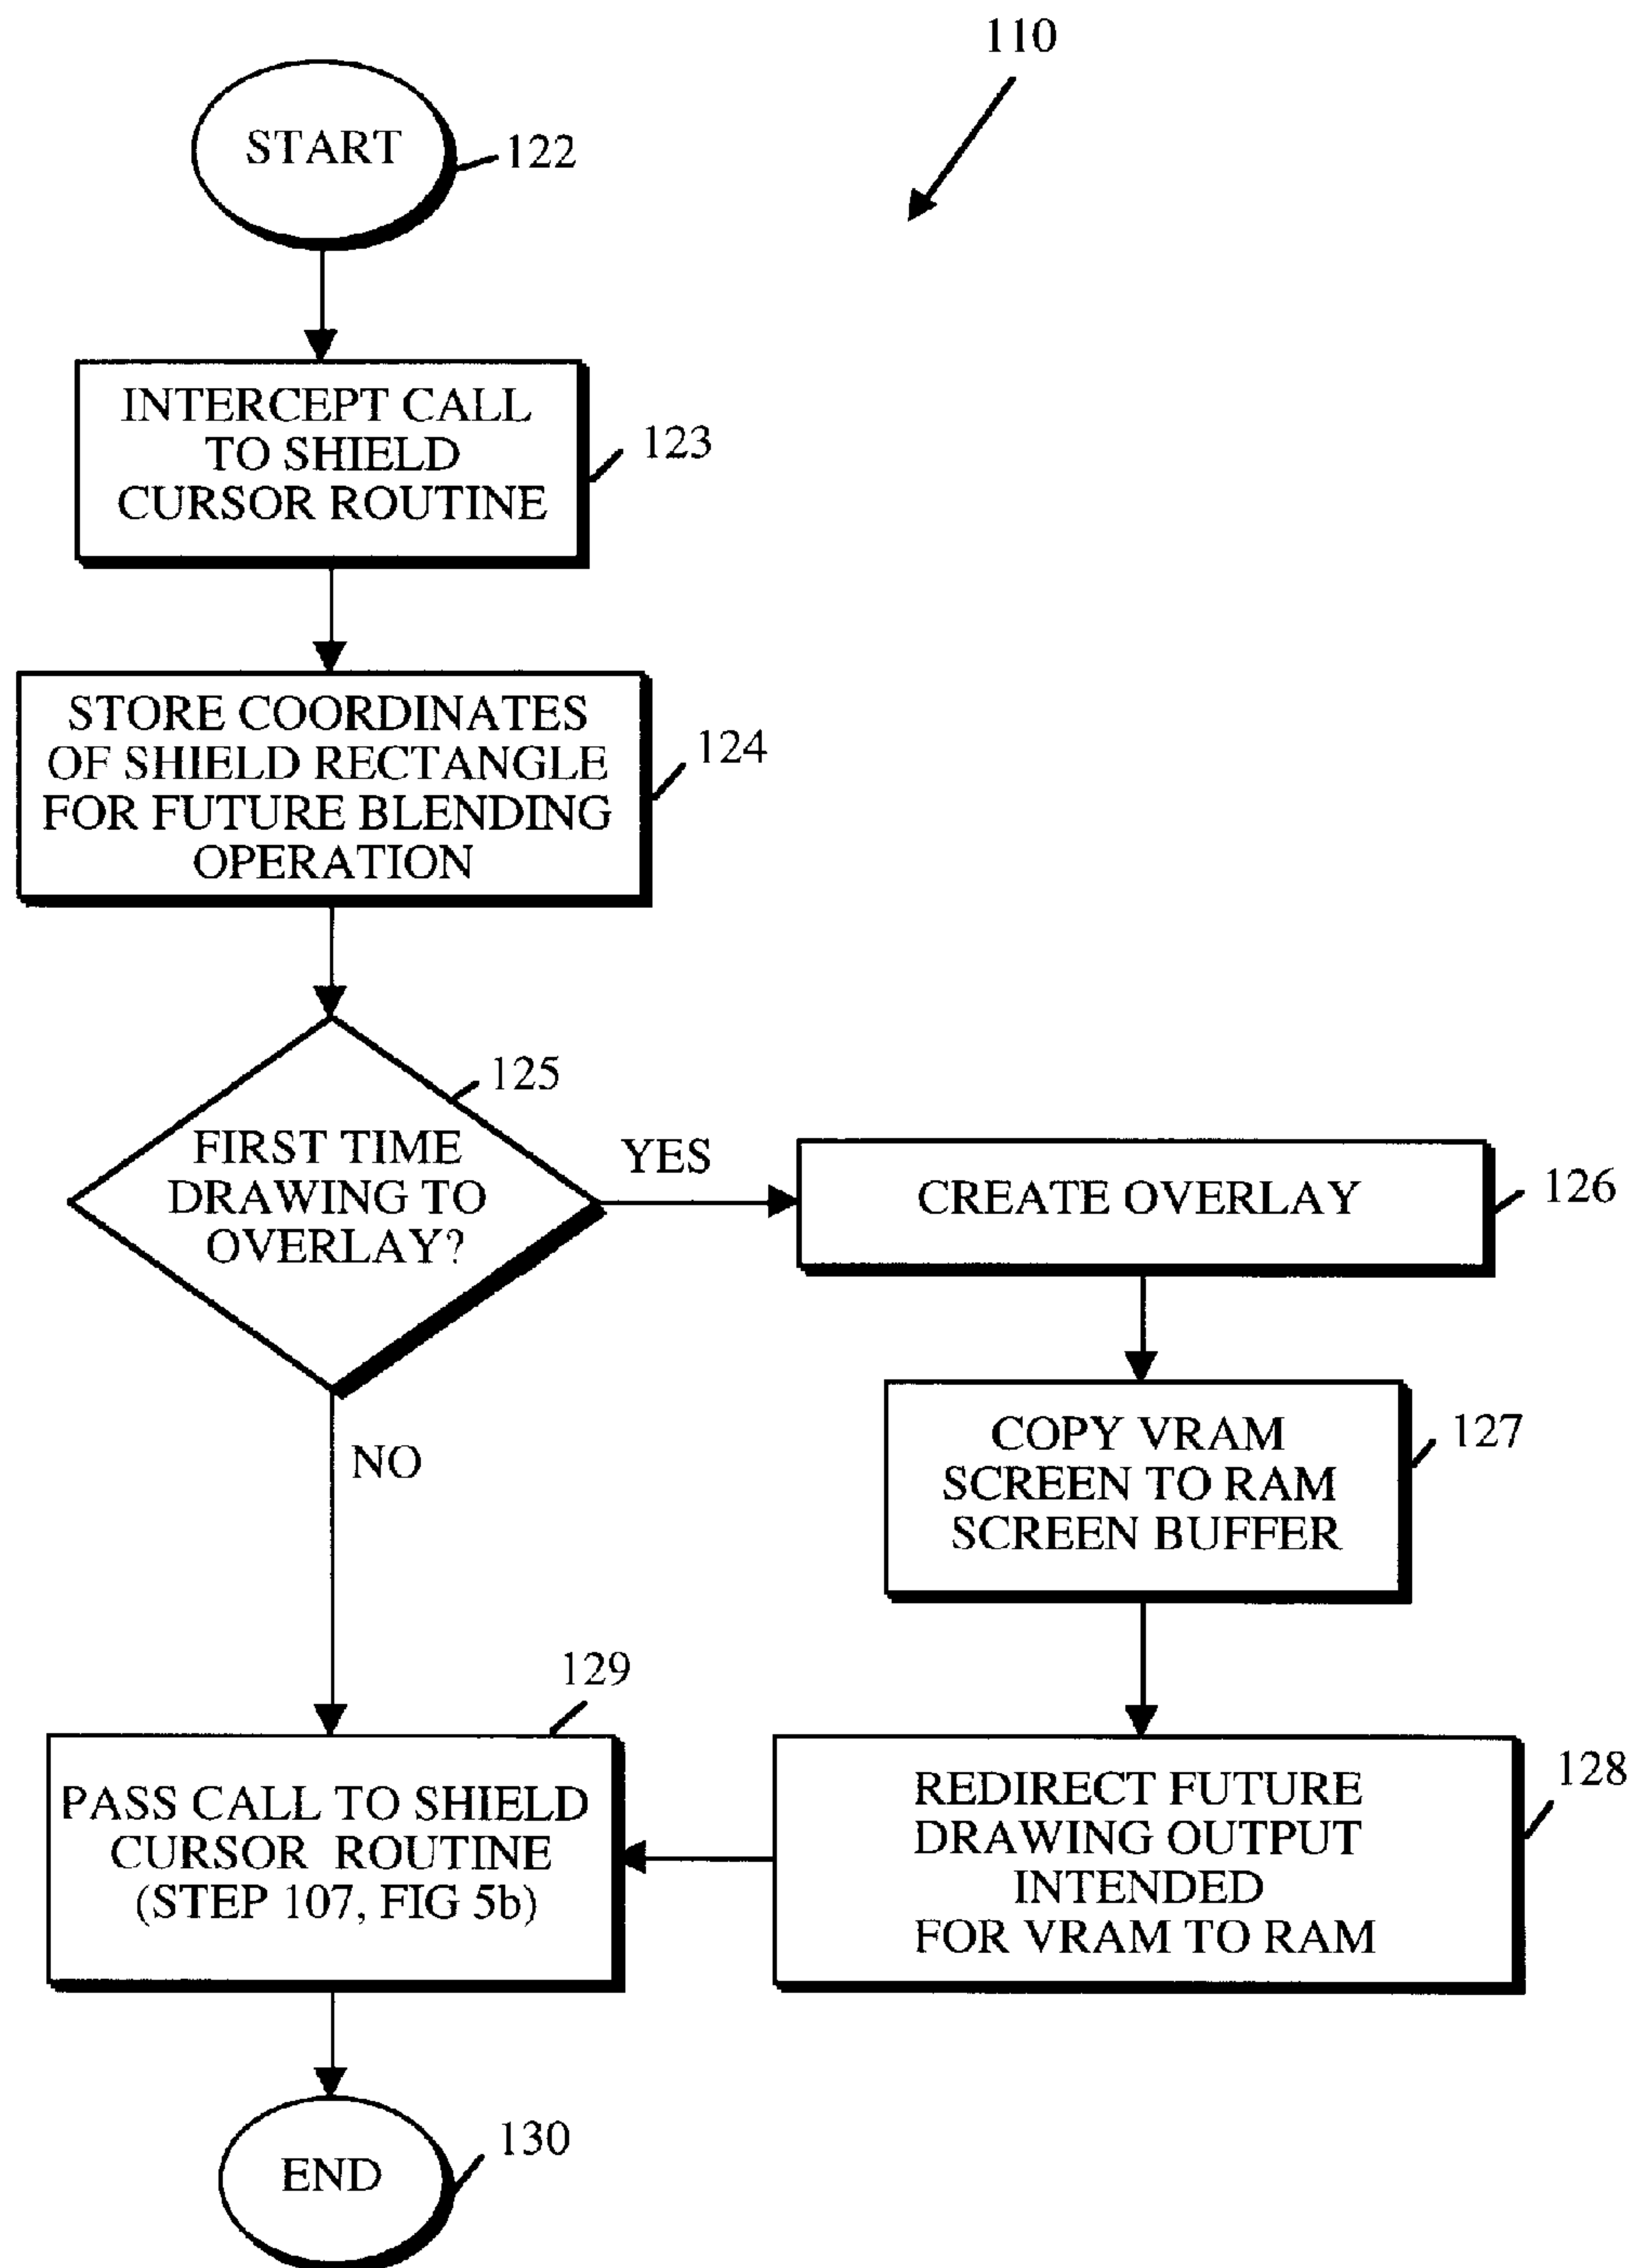 110
START
122
INTERCEPT CALL
TO SHIELD
CURSOR ROUTINE
123
STORE COORDINATES
OF SHIELD RECTANGLE
FOR FUTURE BLENDING
OPERATION
124
125
FIRST TIME
DRAWING TO
OVERLAY?
YES
CREATE OVERLAY
126
COPY VRAM
SCREEN TO RAM
SCREEN BUFFER
127
NO
129
PASS CALL TO SHIELD
CURSOR ROUTINE
(STEP 107, FIG 5b)
REDIRECT FUTURE
DRAWING OUTPUT
INTENDED
FOR VRAM TO RAM
128
END
130